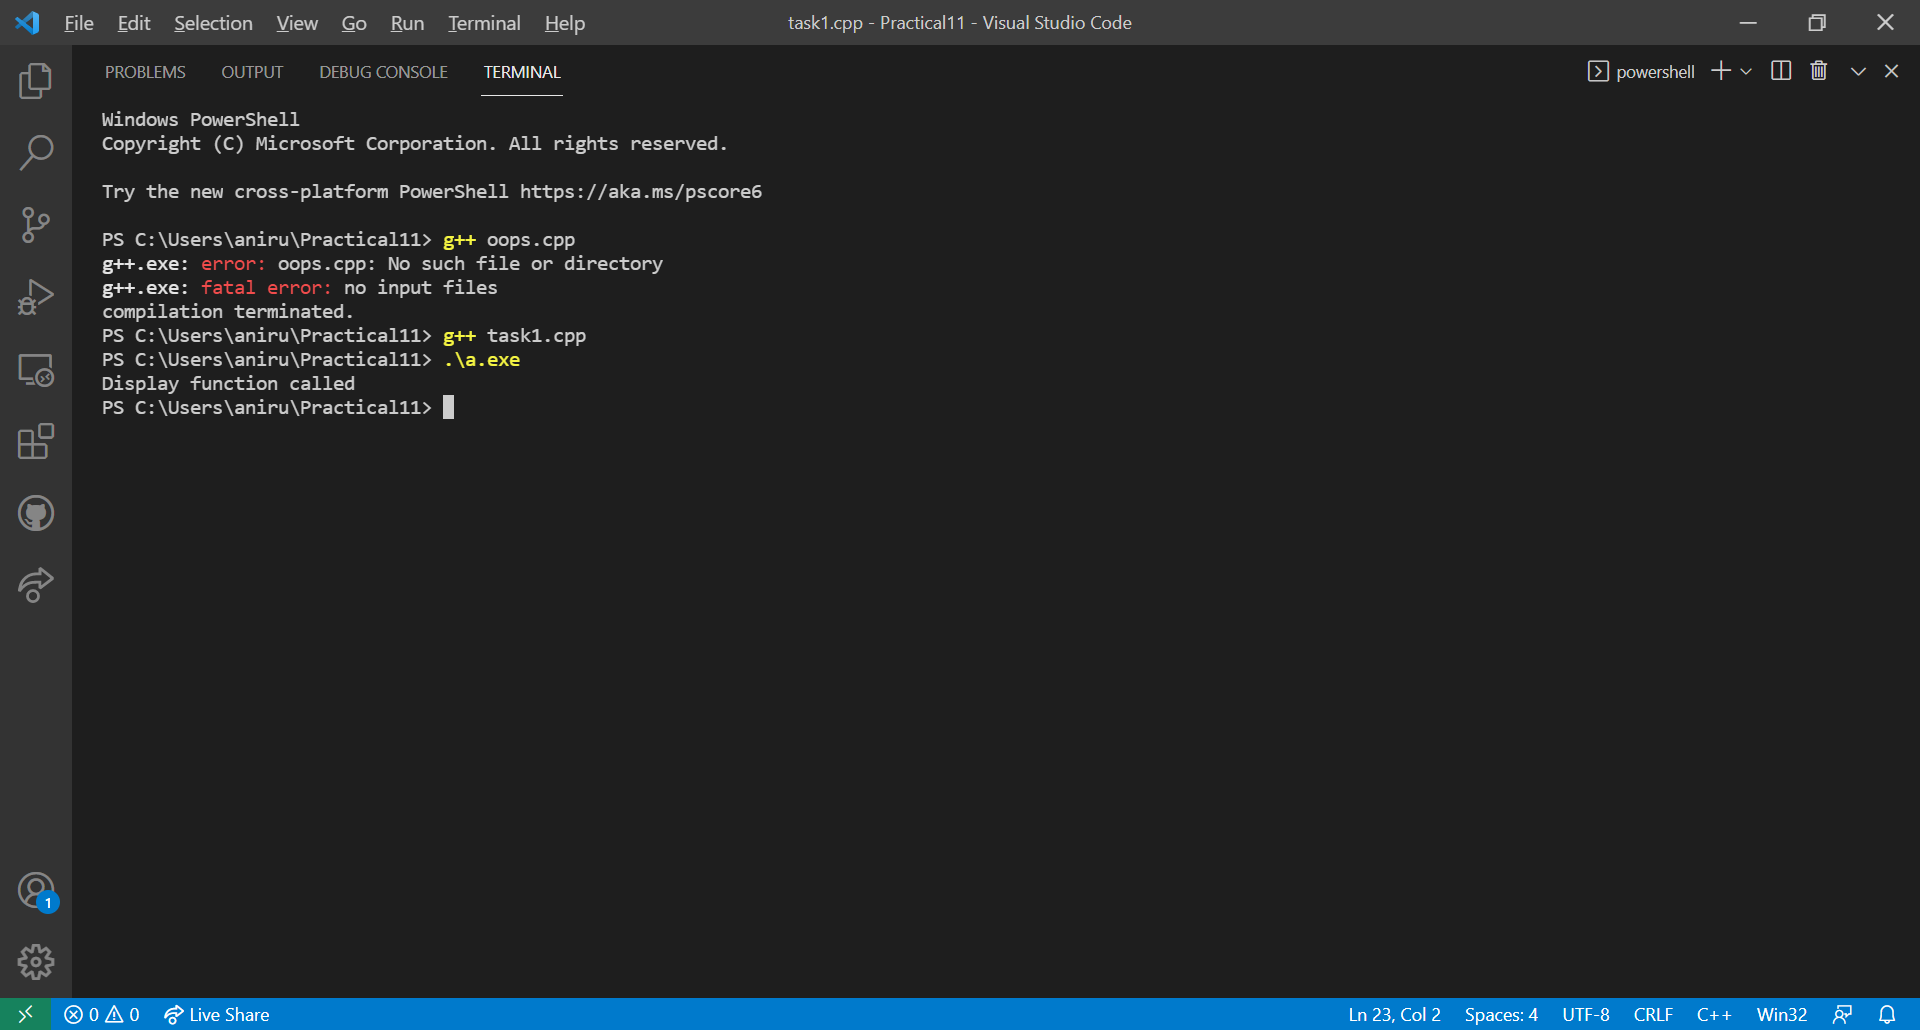 File Edit Selection View Go Run Terminal Help task1.cpp - Practical11 - Visual Studio Code
PROBLEMS OUTPUT DEBUG CONSOLE TERMINAL powershell
Windows PowerShell
Copyright (C) Microsoft Corporation. All rights reserved.
Try the new cross-platform PowerShell https://aka.ms/pscore6
PS C:\Users\aniru\Practical11> g++ oops.cpp
g++.exe: error: oops.cpp: No such file or directory
g++.exe: fatal error: no input files
compilation terminated.
PS C:\Users\aniru\Practical11> g++ task1.cpp
PS C:\Users\aniru\Practical11> .\a.exe
Display function called
PS C:\Users\aniru\Practical11>
1
0 0 Live Share Ln 23, Col 2 Spaces: 4 UTF-8 CRLF C++ Win32